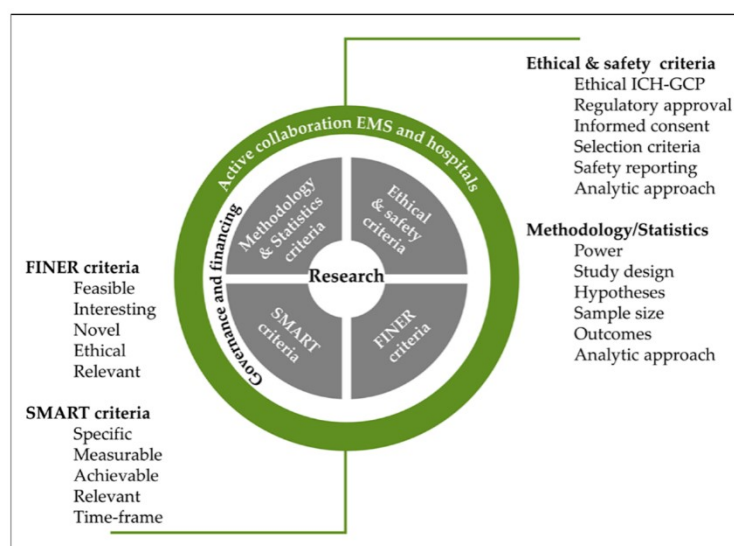 Ethical & safety criteria
Ethical ICH-GCP
Regulatory approval
Informed consent
Selection criteria
Safety reporting
Analytic approach
Methodology/Statistics
Power
Study design
Hypotheses
Sample size
Outcomes
Analytic approach
FINER criteria
Feasible
Interesting
Novel
Ethical
Relevant
SMART criteria
Specific
Measurable
Achievable
Relevant
Time-frame
Active collaboration EMS and hospitals
Governance and financing
Methodology
& Statistics
criteria
Ethical
& safety
criteria
Research
SMART
criteria
FINER
criteria